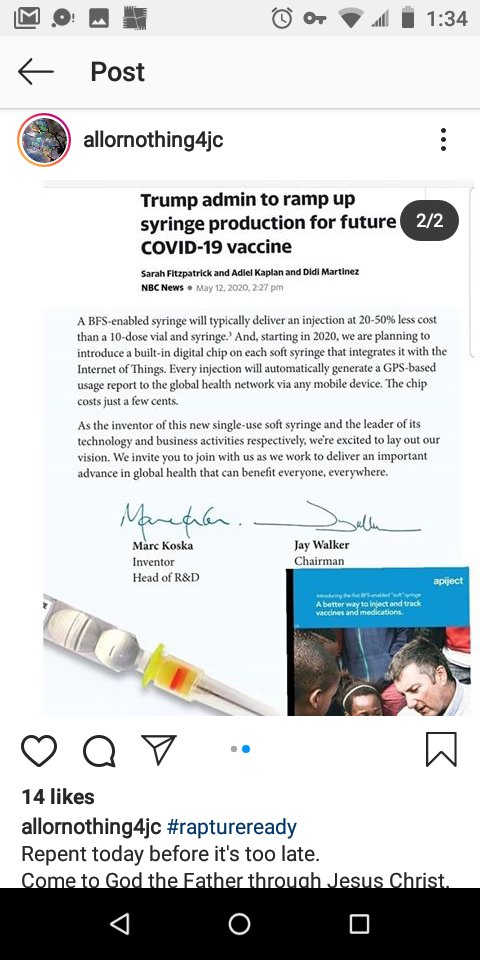 1:34
Post
allornothing4jc
2/2
Trump admin to ramp up
syringe production for future
COVID-19 vaccine
Sarah Fitzpatrick and Adiel Kaplan and Didi Martinez
NBC News • May 12, 2020, 2:27 pm
A BFS-enabled syringe will typically deliver an injection at 20-50% less cost
than a 10-dose vial and syringe.³ And, starting in 2020, we are planning to
introduce a built-in digital chip on each soft syringe that integrates it with the
Internet of Things. Every injection will automatically generate a GPS-based
usage report to the global health network via any mobile device. The chip
costs just a few cents.
As the inventor of this new single-use soft syringe and the leader of its
technology and business activities respectively, we're excited to lay out our
vision. We invite you to join with us as we work to deliver an important
advance in global health that can benefit everyone, everywhere.
Marc Koska
Inventor
Head of R&D
Jay Walker
Chairman
apiject
Introducing the first BFS-enabled "soft" syringe
A better way to inject and track
vaccines and medications.
14 likes
allornothing4jc #raptureready
Repent today before it's too late.
Come to God the Father through Jesus Christ.